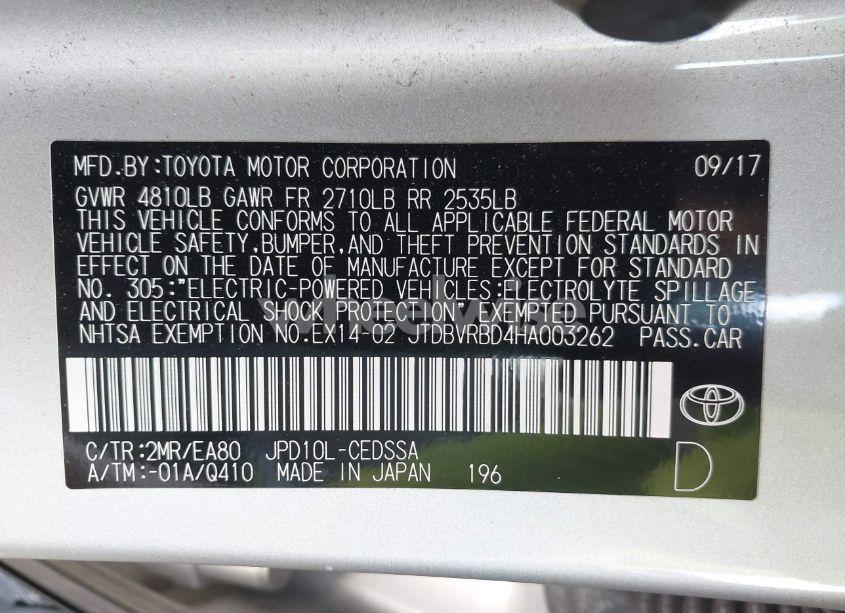 MFD.BY:TOYOTA MOTOR CORPORATION 09/17
GVWR 4810LB GAWR FR 2710LB RR 2535LB
THIS VEHICLE CONFORMS TO ALL APPLICABLE FEDERAL MOTOR
VEHICLE SAFETY,BUMPER,AND THEFT PREVENTION STANDARDS IN
EFFECT ON THE DATE OF MANUFACTURE EXCEPT FOR STANDARD
NO. 305:"ELECTRIC-POWERED VEHICLES:ELECTROLYTE SPILLAGE
AND ELECTRICAL SHOCK PROTECTION" EXEMPTED PURSUANT TO
NHTSA EXEMPTION NO.EX14-02 JTDBVRBD4HA003262 PASS.CAR
wheelwise
C/TR:2MR/EA80 JPD10L-CEDSSA
A/TM:-01A/Q410 MADE IN JAPAN 196
D